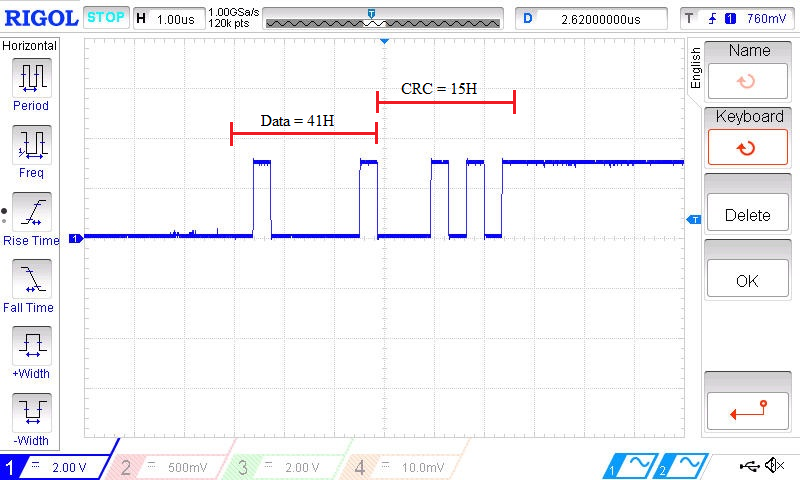 RIGOL STOP H 1.00us 1.00GSa/s 120k pts T D 2.62000000us T 1 760mV
Horizontal
Period
Freq
Rise Time
Fall Time
+Width
-Width
CRC = 15H
Data = 41H
1
T
English
Name
Keyboard
Delete
OK
1 = 2.00 V
2 = 500mV
3 = 2.00 V
4 = 10.0mV
1
2